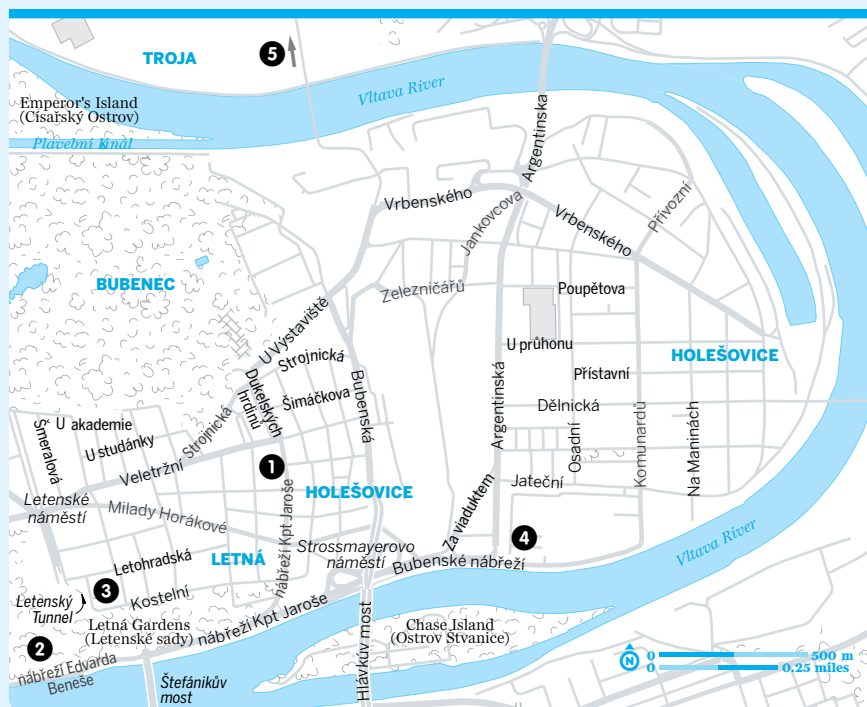 TROJA
5
Vltava River
Emperor's Island
(Císařský Ostrov)
Plavební Kinál
Argentinska
Vrbenského
Jankovcova
Vrbenského
Přívozní
BUBENEC
Zelezničářů
Poupětova
U Výstaviště
Strojnická
U průhonu
HOLEŠOVICE
Dukelských
hrdinů
Šimáčkova
Bubenská
Přístavní
Argentinská
Dělnická
Strojnická
U akademie
Šmeralová
U studánky
Veletržní
1
Osadní
Komunardů
Na Maninách
Jateční
HOLEŠOVICE
Letenské
náměstí
Milady Horákové
nábřeží Kpt Jaroše
Za viaduktem
4
Vltava River
Strossmayerovo
náměstí
Bubenské nábřeží
LETNÁ
Letohradská
3
Kostelní
Letenský
Tunnel
Letná Gardens
(Letenské sady)
nábřeží Kpt Jaroše
Chase Island
(Ostrov Stvanice)
2
nábřeží Edvarda
Beneše
Štefánikův
most
Hlávkův most
N
0 500 m
0 0.25 miles